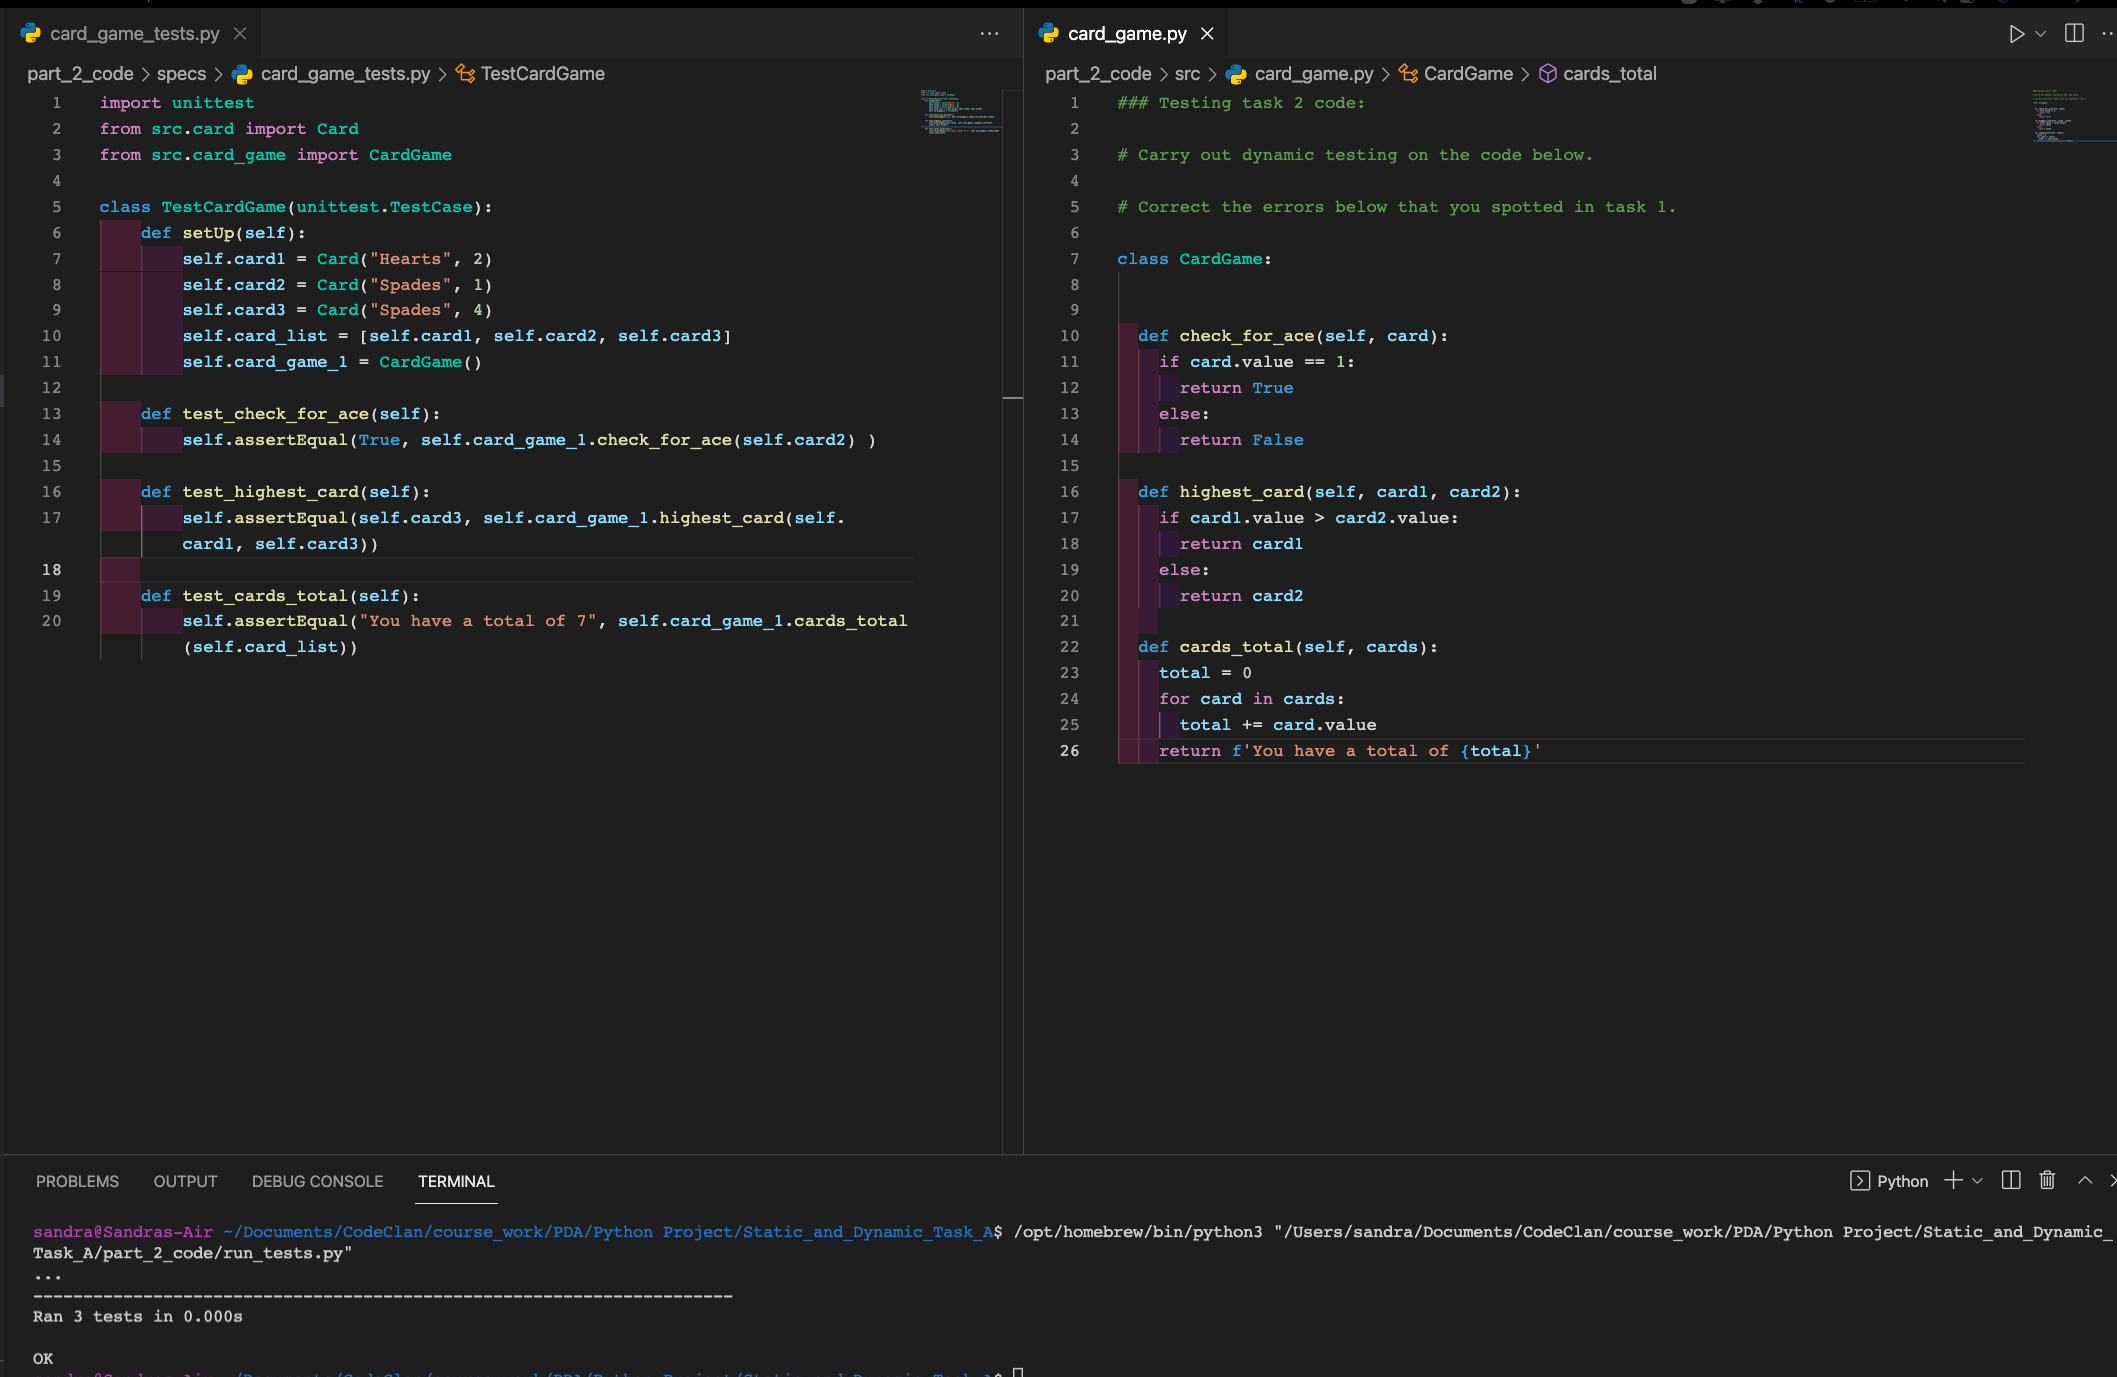 card_game_tests.py
part_2_code > specs > card_game_tests.py > TestCardGame
1 import unittest
2 from src.card import Card
3 from src.card_game import CardGame
4
5 class TestCardGame(unittest.TestCase):
6 def setUp(self):
7 self.card1 = Card("Hearts", 2)
8 self.card2 = Card("Spades", 1)
9 self.card3 = Card("Spades", 4)
10 self.card_list = [self.card1, self.card2, self.card3]
11 self.card_game_1 = CardGame()
12
13 def test_check_for_ace(self):
14 self.assertEqual(True, self.card_game_1.check_for_ace(self.card2) )
15
16 def test_highest_card(self):
17 self.assertEqual(self.card3, self.card_game_1.highest_card(self.
card1, self.card3))
18
19 def test_cards_total(self):
20 self.assertEqual("You have a total of 7", self.card_game_1.cards_total
(self.card_list))
card_game.py
part_2_code > src > card_game.py > CardGame > cards_total
1 ### Testing task 2 code:
2
3 # Carry out dynamic testing on the code below.
4
5 # Correct the errors below that you spotted in task 1.
6
7 class CardGame:
8
9
10 def check_for_ace(self, card):
11 if card.value == 1:
12 return True
13 else:
14 return False
15
16 def highest_card(self, card1, card2):
17 if card1.value > card2.value:
18 return card1
19 else:
20 return card2
21
22 def cards_total(self, cards):
23 total = 0
24 for card in cards:
25 total += card.value
26 return f'You have a total of {total}'
PROBLEMS OUTPUT DEBUG CONSOLE TERMINAL
Python
sandra@Sandras-Air ~/Documents/CodeClan/course_work/PDA/Python Project/Static_and_Dynamic_Task_A$ /opt/homebrew/bin/python3 "/Users/sandra/Documents/CodeClan/course_work/PDA/Python Project/Static_and_Dynamic_
Task_A/part_2_code/run_tests.py"
...
----------------------------------------------------------------------
Ran 3 tests in 0.000s
OK